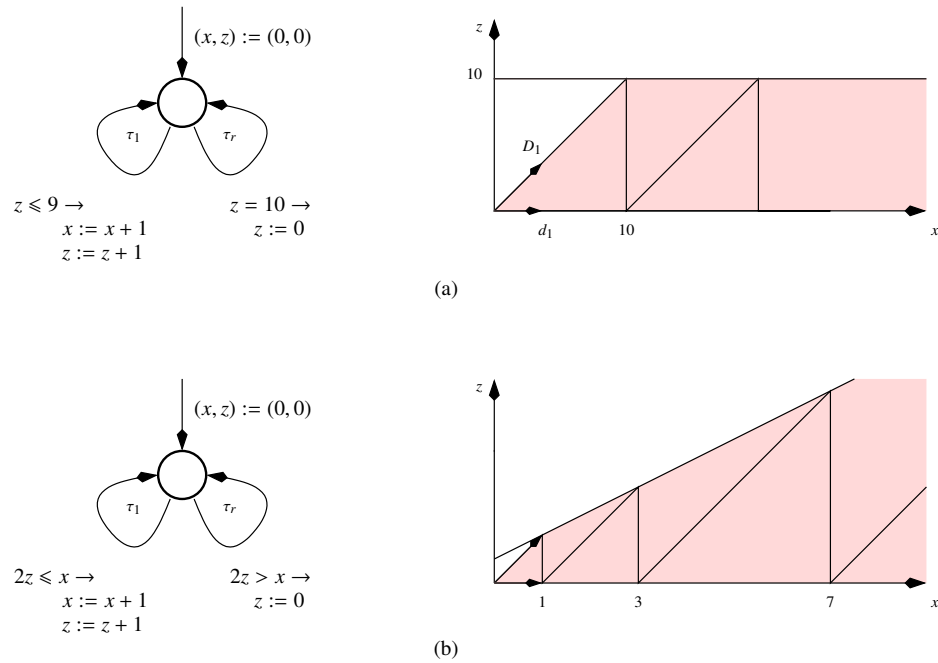 (x, z) := (0, 0)
τ1
τr
z ⩽ 9 →
x := x + 1
z := z + 1
z = 10 →
z := 0
z
10
D1
d1
10
x
(a)
(x, z) := (0, 0)
τ1
τr
2z ⩽ x →
x := x + 1
z := z + 1
2z > x →
z := 0
z
1
3
7
x
(b)